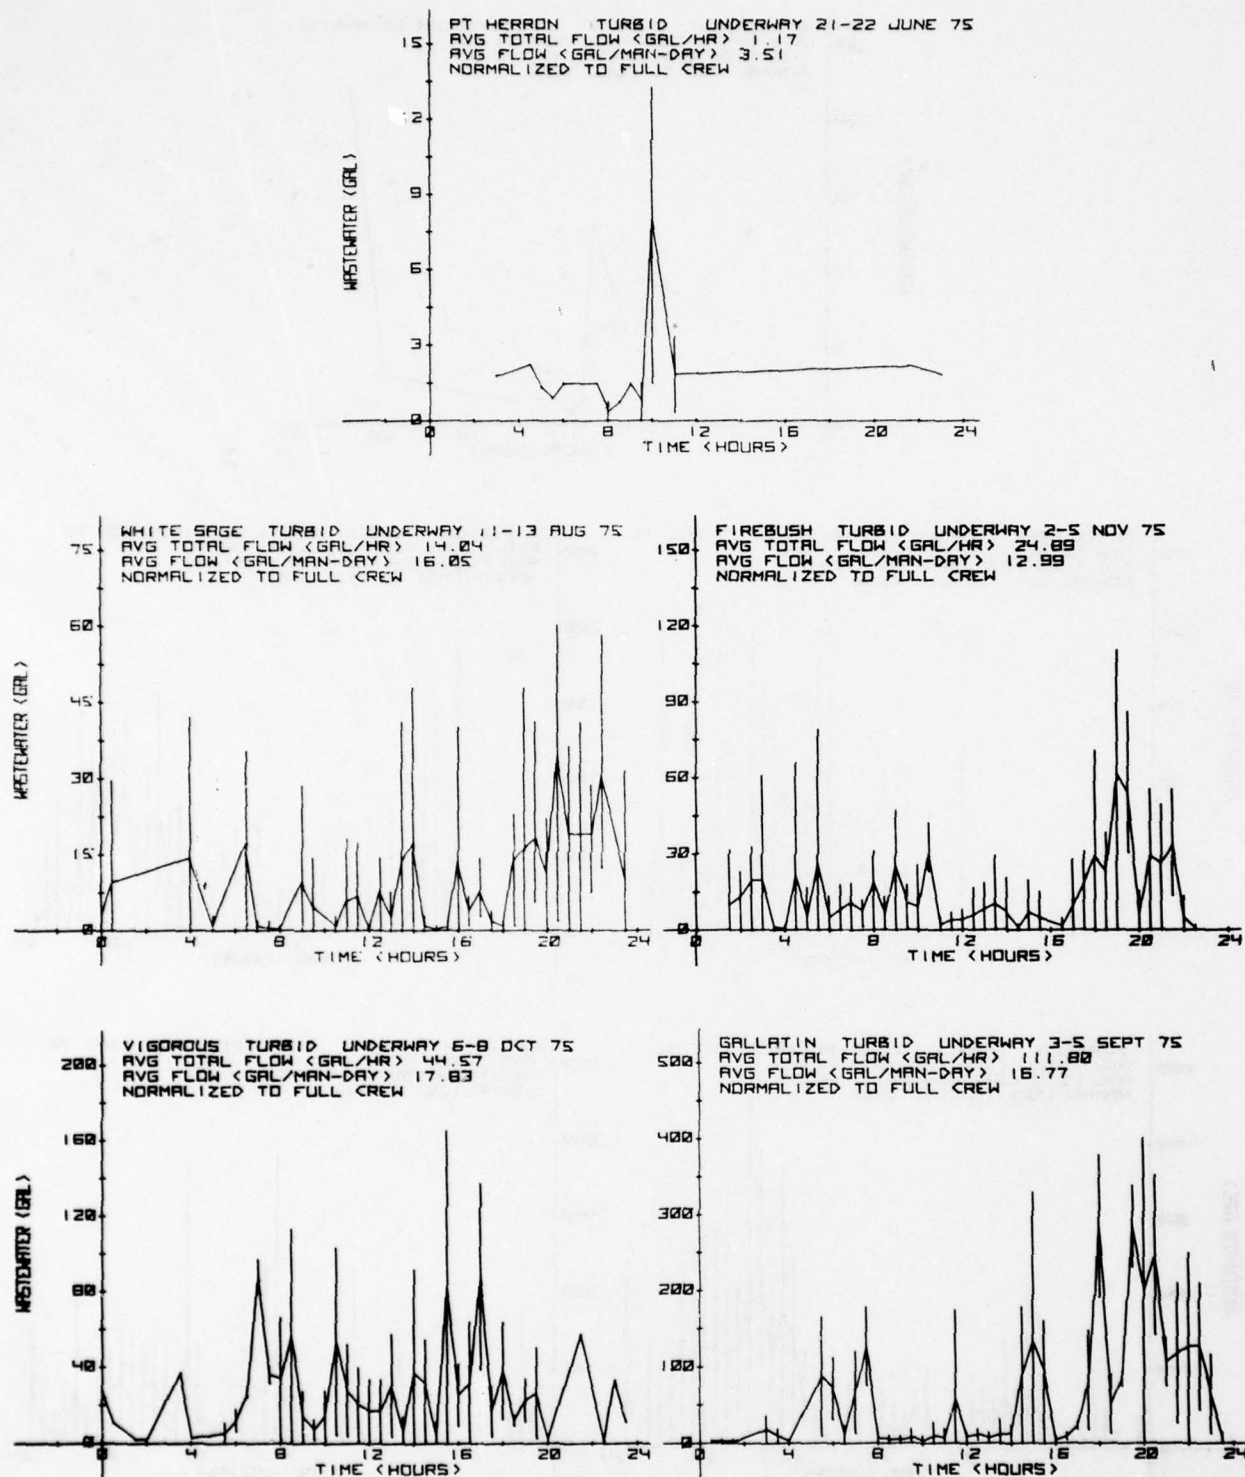 PT HERRON TURBID UNDERWAY 21-22 JUNE 75
AVG TOTAL FLOW <GAL/HR> 1.17
AVG FLOW <GAL/MAN-DAY> 3.51
NORMALIZED TO FULL CREW
WASTEWATER <GAL>
15
12
9
6
3
0
0 4 8 12 16 20 24
TIME <HOURS>
WHITE SAGE TURBID UNDERWAY 11-13 AUG 75
AVG TOTAL FLOW <GAL/HR> 14.04
AVG FLOW <GAL/MAN-DAY> 16.05
NORMALIZED TO FULL CREW
WASTEWATER <GAL>
75
60
45
30
15
0
0 4 8 12 16 20 24
TIME <HOURS>
FIREBUSH TURBID UNDERWAY 2-5 NOV 75
AVG TOTAL FLOW <GAL/HR> 24.89
AVG FLOW <GAL/MAN-DAY> 12.99
NORMALIZED TO FULL CREW
150
120
90
60
30
0
0 4 8 12 16 20 24
TIME <HOURS>
VIGOROUS TURBID UNDERWAY 6-8 OCT 75
AVG TOTAL FLOW <GAL/HR> 44.57
AVG FLOW <GAL/MAN-DAY> 17.83
NORMALIZED TO FULL CREW
WASTEWATER <GAL>
200
160
120
80
40
0
0 4 8 12 16 20 24
TIME <HOURS>
GALLATIN TURBID UNDERWAY 3-5 SEPT 75
AVG TOTAL FLOW <GAL/HR> 111.80
AVG FLOW <GAL/MAN-DAY> 16.77
NORMALIZED TO FULL CREW
500
400
300
200
100
0
0 4 8 12 16 20 24
TIME <HOURS>